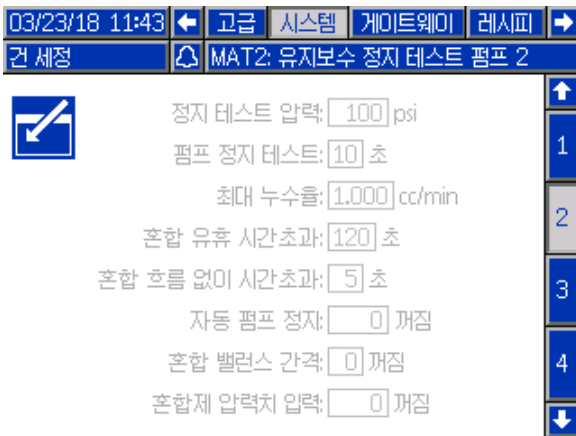 03/23/18 11:43 고급 시스템 게이트웨이 레시피
건 세정 MAT2: 유지보수 정지 테스트 펌프 2
정지 테스트 압력: 100 psi
펌프 정지 테스트: 10 초
최대 누수율: 1.000 cc/min
혼합 유휴 시간초과: 120 초
혼합 흐름 없이 시간초과: 5 초
자동 펌프 정지: 0 꺼짐
혼합 밸런스 간격: 0 꺼짐
혼합제 압력치 입력: 0 꺼짐
1
2
3
4